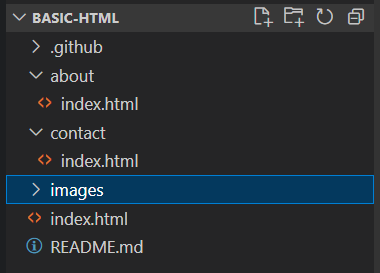 BASIC-HTML
.github
about
index.html
contact
index.html
images
index.html
README.md